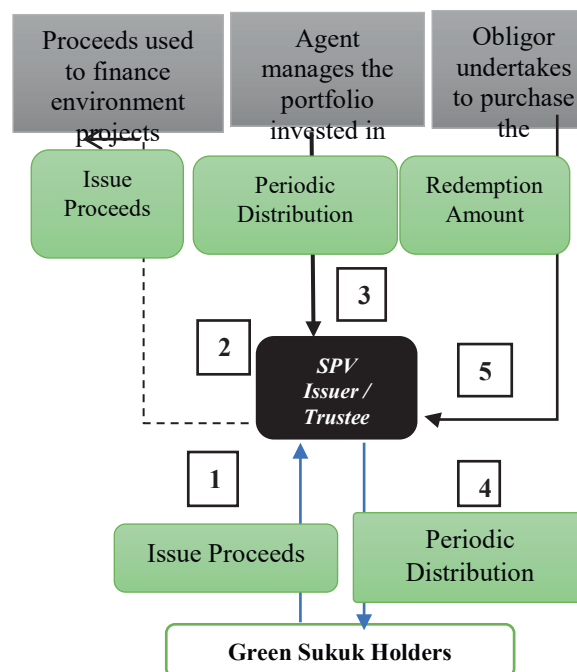 Proceeds used
to finance
environment
projects
Agent
manages the
portfolio
invested in
Obligor
undertakes
to purchase
the
Issue
Proceeds
Periodic
Distribution
Redemption
Amount
3
2
SPV
Issuer /
Trustee
5
1
4
Issue Proceeds
Periodic
Distribution
Green Sukuk Holders